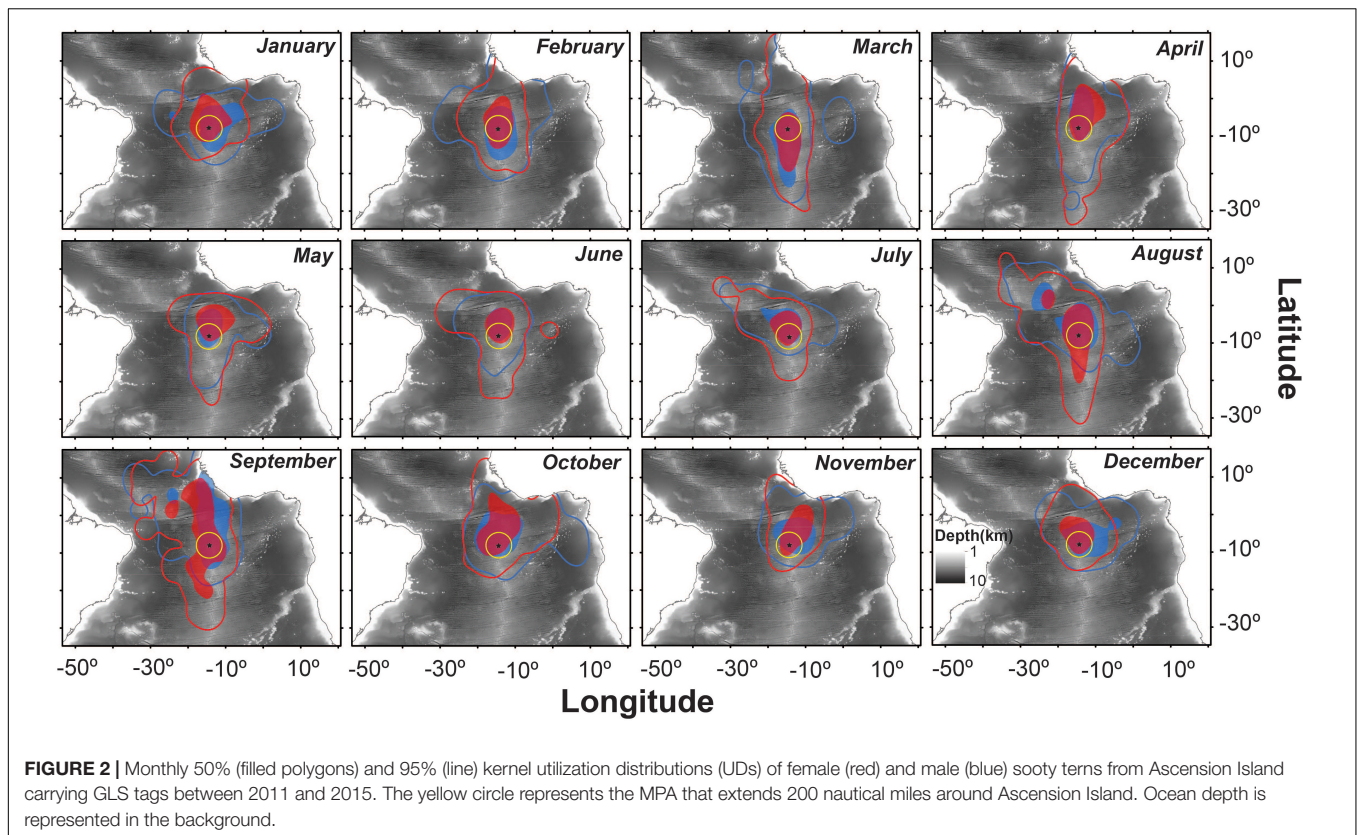 January
February
March
April
10º
-10º
-30º
May
June
July
August
10º
-10º
-30º
Latitude
September
October
November
December
Depth(km)
1
10
10º
-10º
-30º
-50º -30º -10º 10º -50º -30º -10º 10º -50º -30º -10º 10º -50º -30º -10º 10º
Longitude
FIGURE 2 | Monthly 50% (filled polygons) and 95% (line) kernel utilization distributions (UDs) of female (red) and male (blue) sooty terns from Ascension Island
carrying GLS tags between 2011 and 2015. The yellow circle represents the MPA that extends 200 nautical miles around Ascension Island. Ocean depth is
represented in the background.